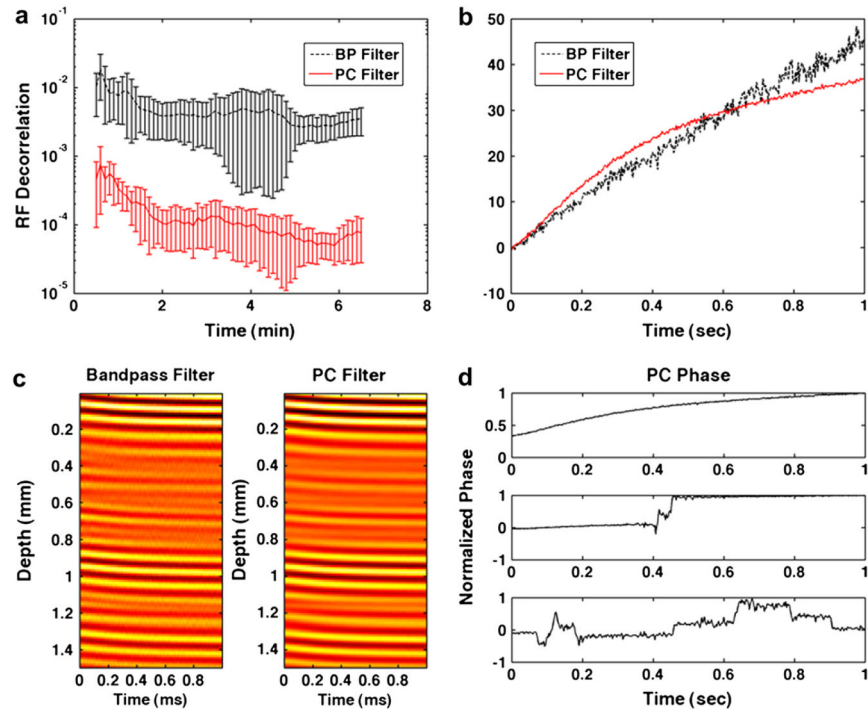 a
10⁻¹
10⁻²
10⁻³
10⁻⁴
10⁻⁵
RF Decorrelation
BP Filter
PC Filter
0 2 4 6 8
Time (min)
b
50
40
30
20
10
0
-10
BP Filter
PC Filter
0 0.2 0.4 0.6 0.8 1
Time (sec)
c
Bandpass Filter
Depth (mm)
0.2
0.4
0.6
0.8
1
1.2
1.4
0 0.2 0.4 0.6 0.8
Time (ms)
PC Filter
Depth (mm)
0.2
0.4
0.6
0.8
1
1.2
1.4
0 0.2 0.4 0.6 0.8
Time (ms)
d
PC Phase
Normalized Phase
1
0.5
0
0 0.2 0.4 0.6 0.8 1
1
0
-1
0 0.2 0.4 0.6 0.8 1
1
0
-1
0 0.2 0.4 0.6 0.8 1
Time (sec)